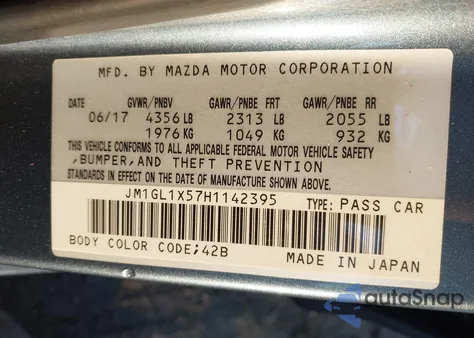 MFD. BY MAZDA MOTOR CORPORATION
DATE GVWR/PNBV GAWR/PNBE FRT GAWR/PNBE RR
06/17 4356 LB 2313 LB 2055 LB
1976 KG 1049 KG 932 KG
THIS VEHICLE CONFORMS TO ALL APPLICABLE FEDERAL MOTOR VEHICLE SAFETY
,BUMPER,AND THEFT PREVENTION
STANDARDS IN EFFECT ON THE DATE OF MANUFACTURE SHOWN ABOVE.
JM1GL1X57H1142395 TYPE: PASS CAR
BODY COLOR CODE;42B MADE IN JAPAN
autoSnap